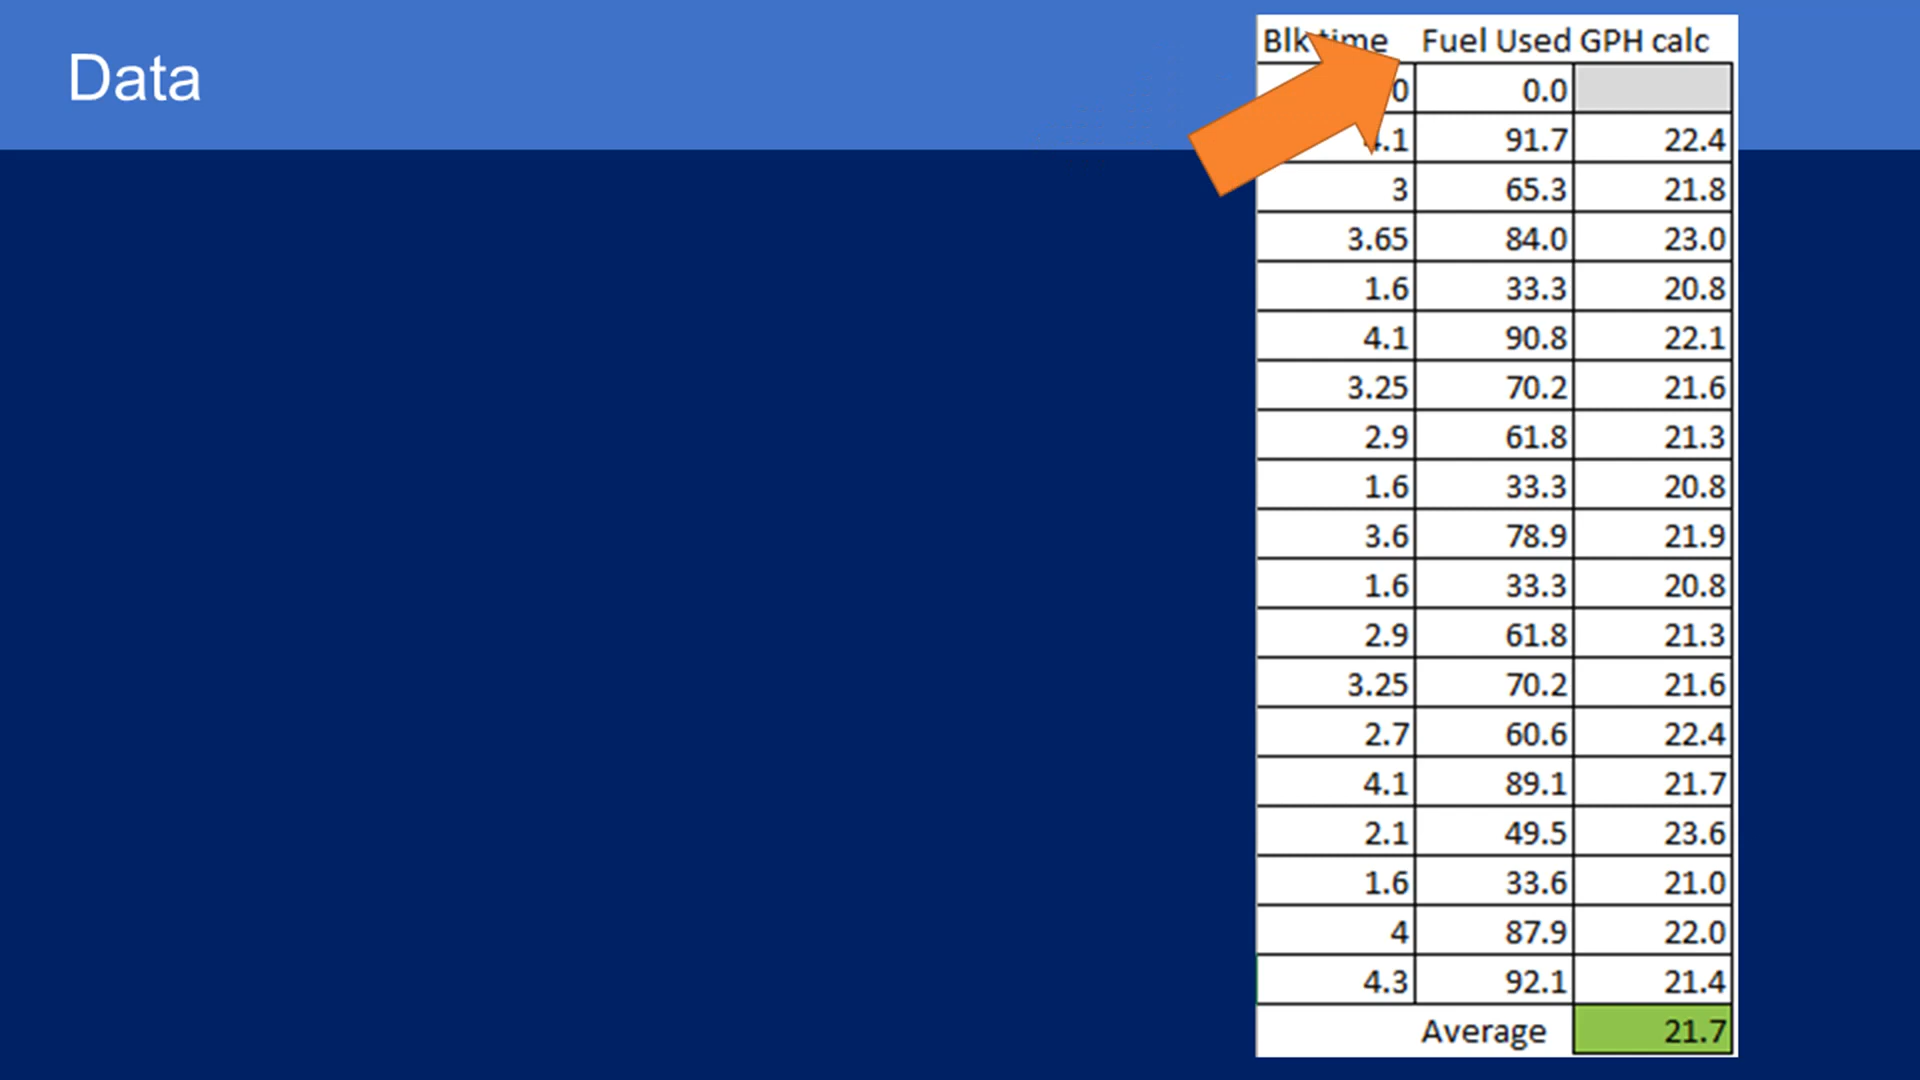 Data
Blk time Fuel Used GPH calc
0 0.0
4.1 91.7 22.4
3 65.3 21.8
3.65 84.0 23.0
1.6 33.3 20.8
4.1 90.8 22.1
3.25 70.2 21.6
2.9 61.8 21.3
1.6 33.3 20.8
3.6 78.9 21.9
1.6 33.3 20.8
2.9 61.8 21.3
3.25 70.2 21.6
2.7 60.6 22.4
4.1 89.1 21.7
2.1 49.5 23.6
1.6 33.6 21.0
4 87.9 22.0
4.3 92.1 21.4
Average 21.7